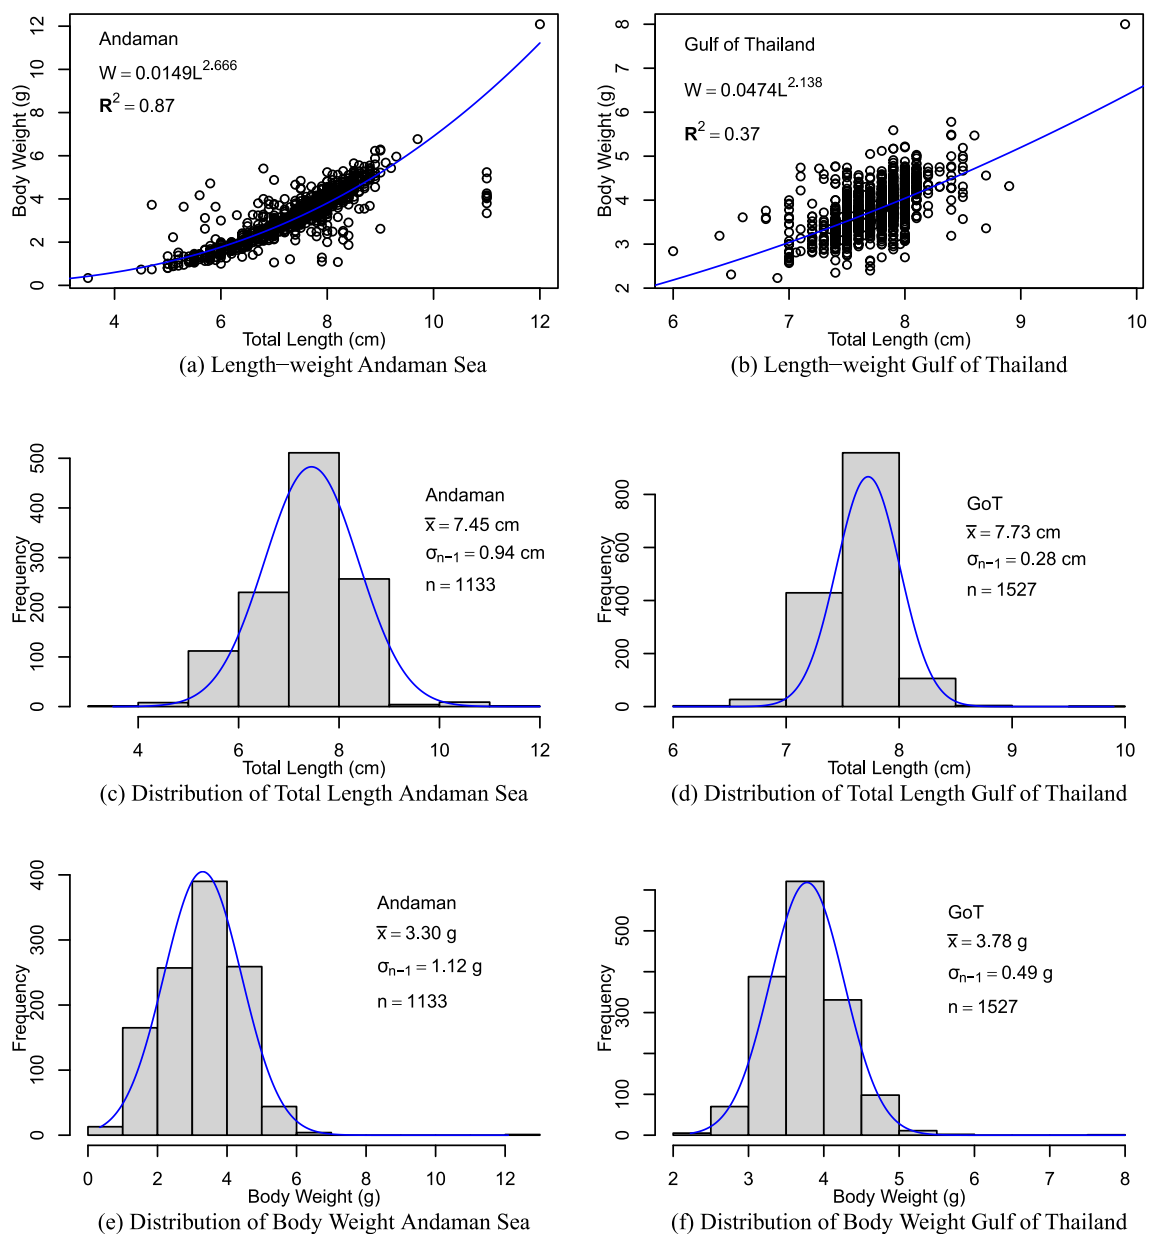 Andaman
W = 0.0149L^2.666
R^2 = 0.87
Body Weight (g)
0 2 4 6 8 10 12
4 6 8 10 12
Total Length (cm)
(a) Length−weight Andaman Sea
Gulf of Thailand
W = 0.0474L^2.138
R^2 = 0.37
Body Weight (g)
2 3 4 5 6 7 8
6 7 8 9 10
Total Length (cm)
(b) Length−weight Gulf of Thailand
Andaman
x̅ = 7.45 cm
σn−1 = 0.94 cm
n = 1133
Frequency
0 100 200 300 400 500
4 6 8 10 12
Total Length (cm)
(c) Distribution of Total Length Andaman Sea
GoT
x̅ = 7.73 cm
σn−1 = 0.28 cm
n = 1527
Frequency
0 200 400 600 800
6 7 8 9 10
Total Length (cm)
(d) Distribution of Total Length Gulf of Thailand
Andaman
x̅ = 3.30 g
σn−1 = 1.12 g
n = 1133
Frequency
0 100 200 300 400
0 2 4 6 8 10 12
Body Weight (g)
(e) Distribution of Body Weight Andaman Sea
GoT
x̅ = 3.78 g
σn−1 = 0.49 g
n = 1527
Frequency
0 100 300 500
2 3 4 5 6 7 8
Body Weight (g)
(f) Distribution of Body Weight Gulf of Thailand